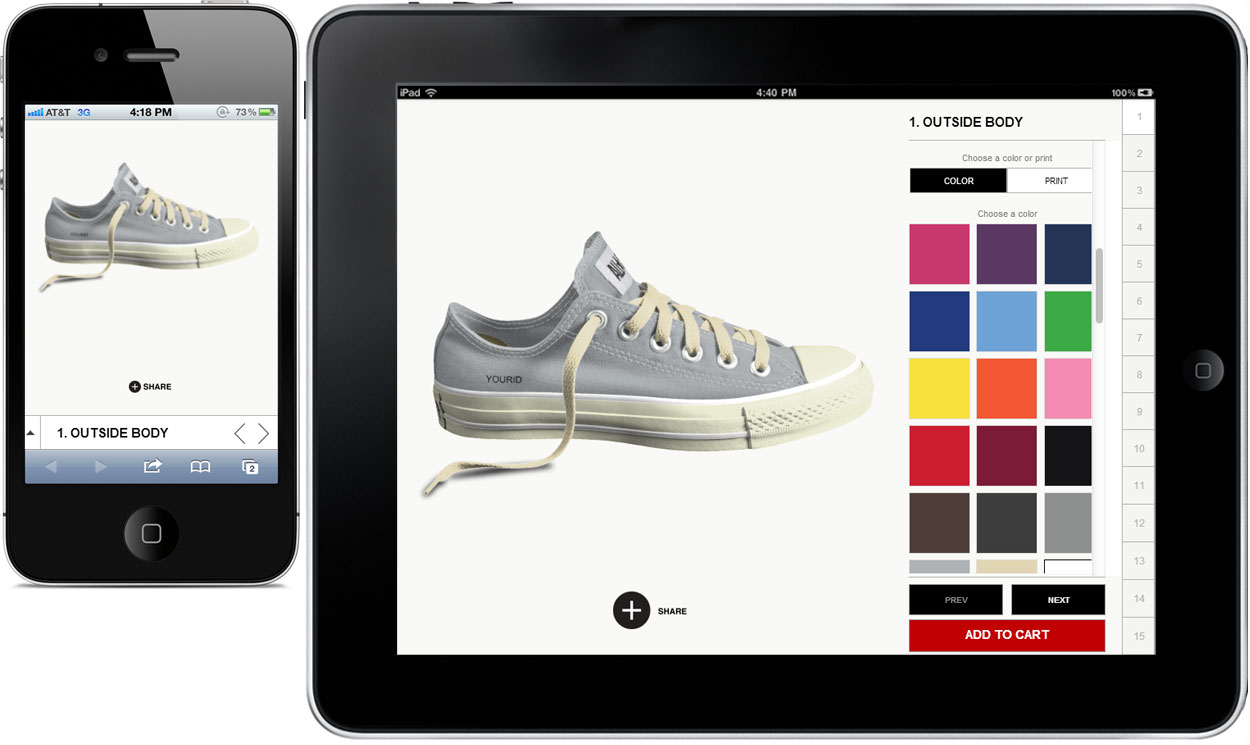 AT&T 3G 4:18 PM 73%
YOURID
SHARE
1. OUTSIDE BODY
2
iPad 4:40 PM 100%
1. OUTSIDE BODY
Choose a color or print
COLOR PRINT
Choose a color
YOURID
SHARE
PREV NEXT
ADD TO CART
1
2
3
4
5
6
7
8
9
10
11
12
13
14
15